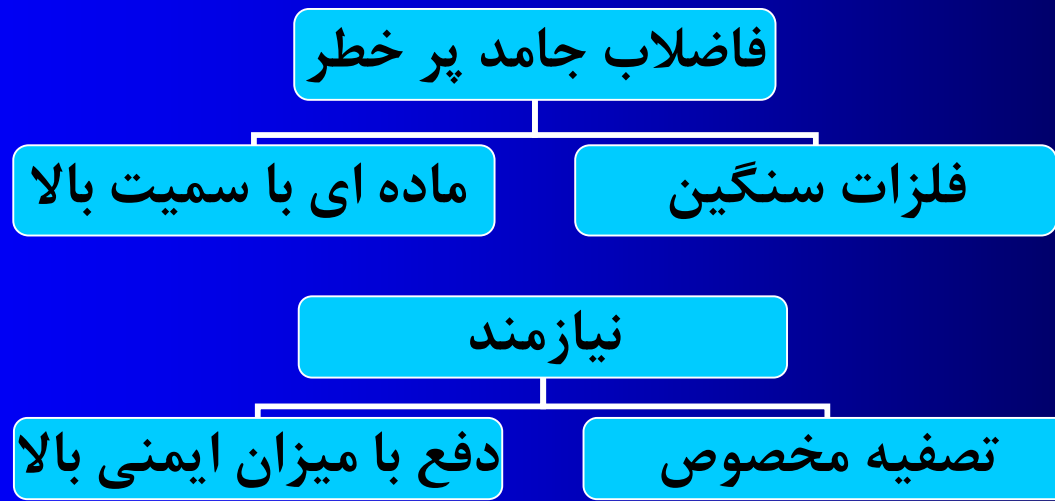 فاضلاب جامد پر خطر
فلزات سنگین
ماده ای با سمیت بالا
نیازمند
تصفیه مخصوص
دفع با میزان ایمنی بالا